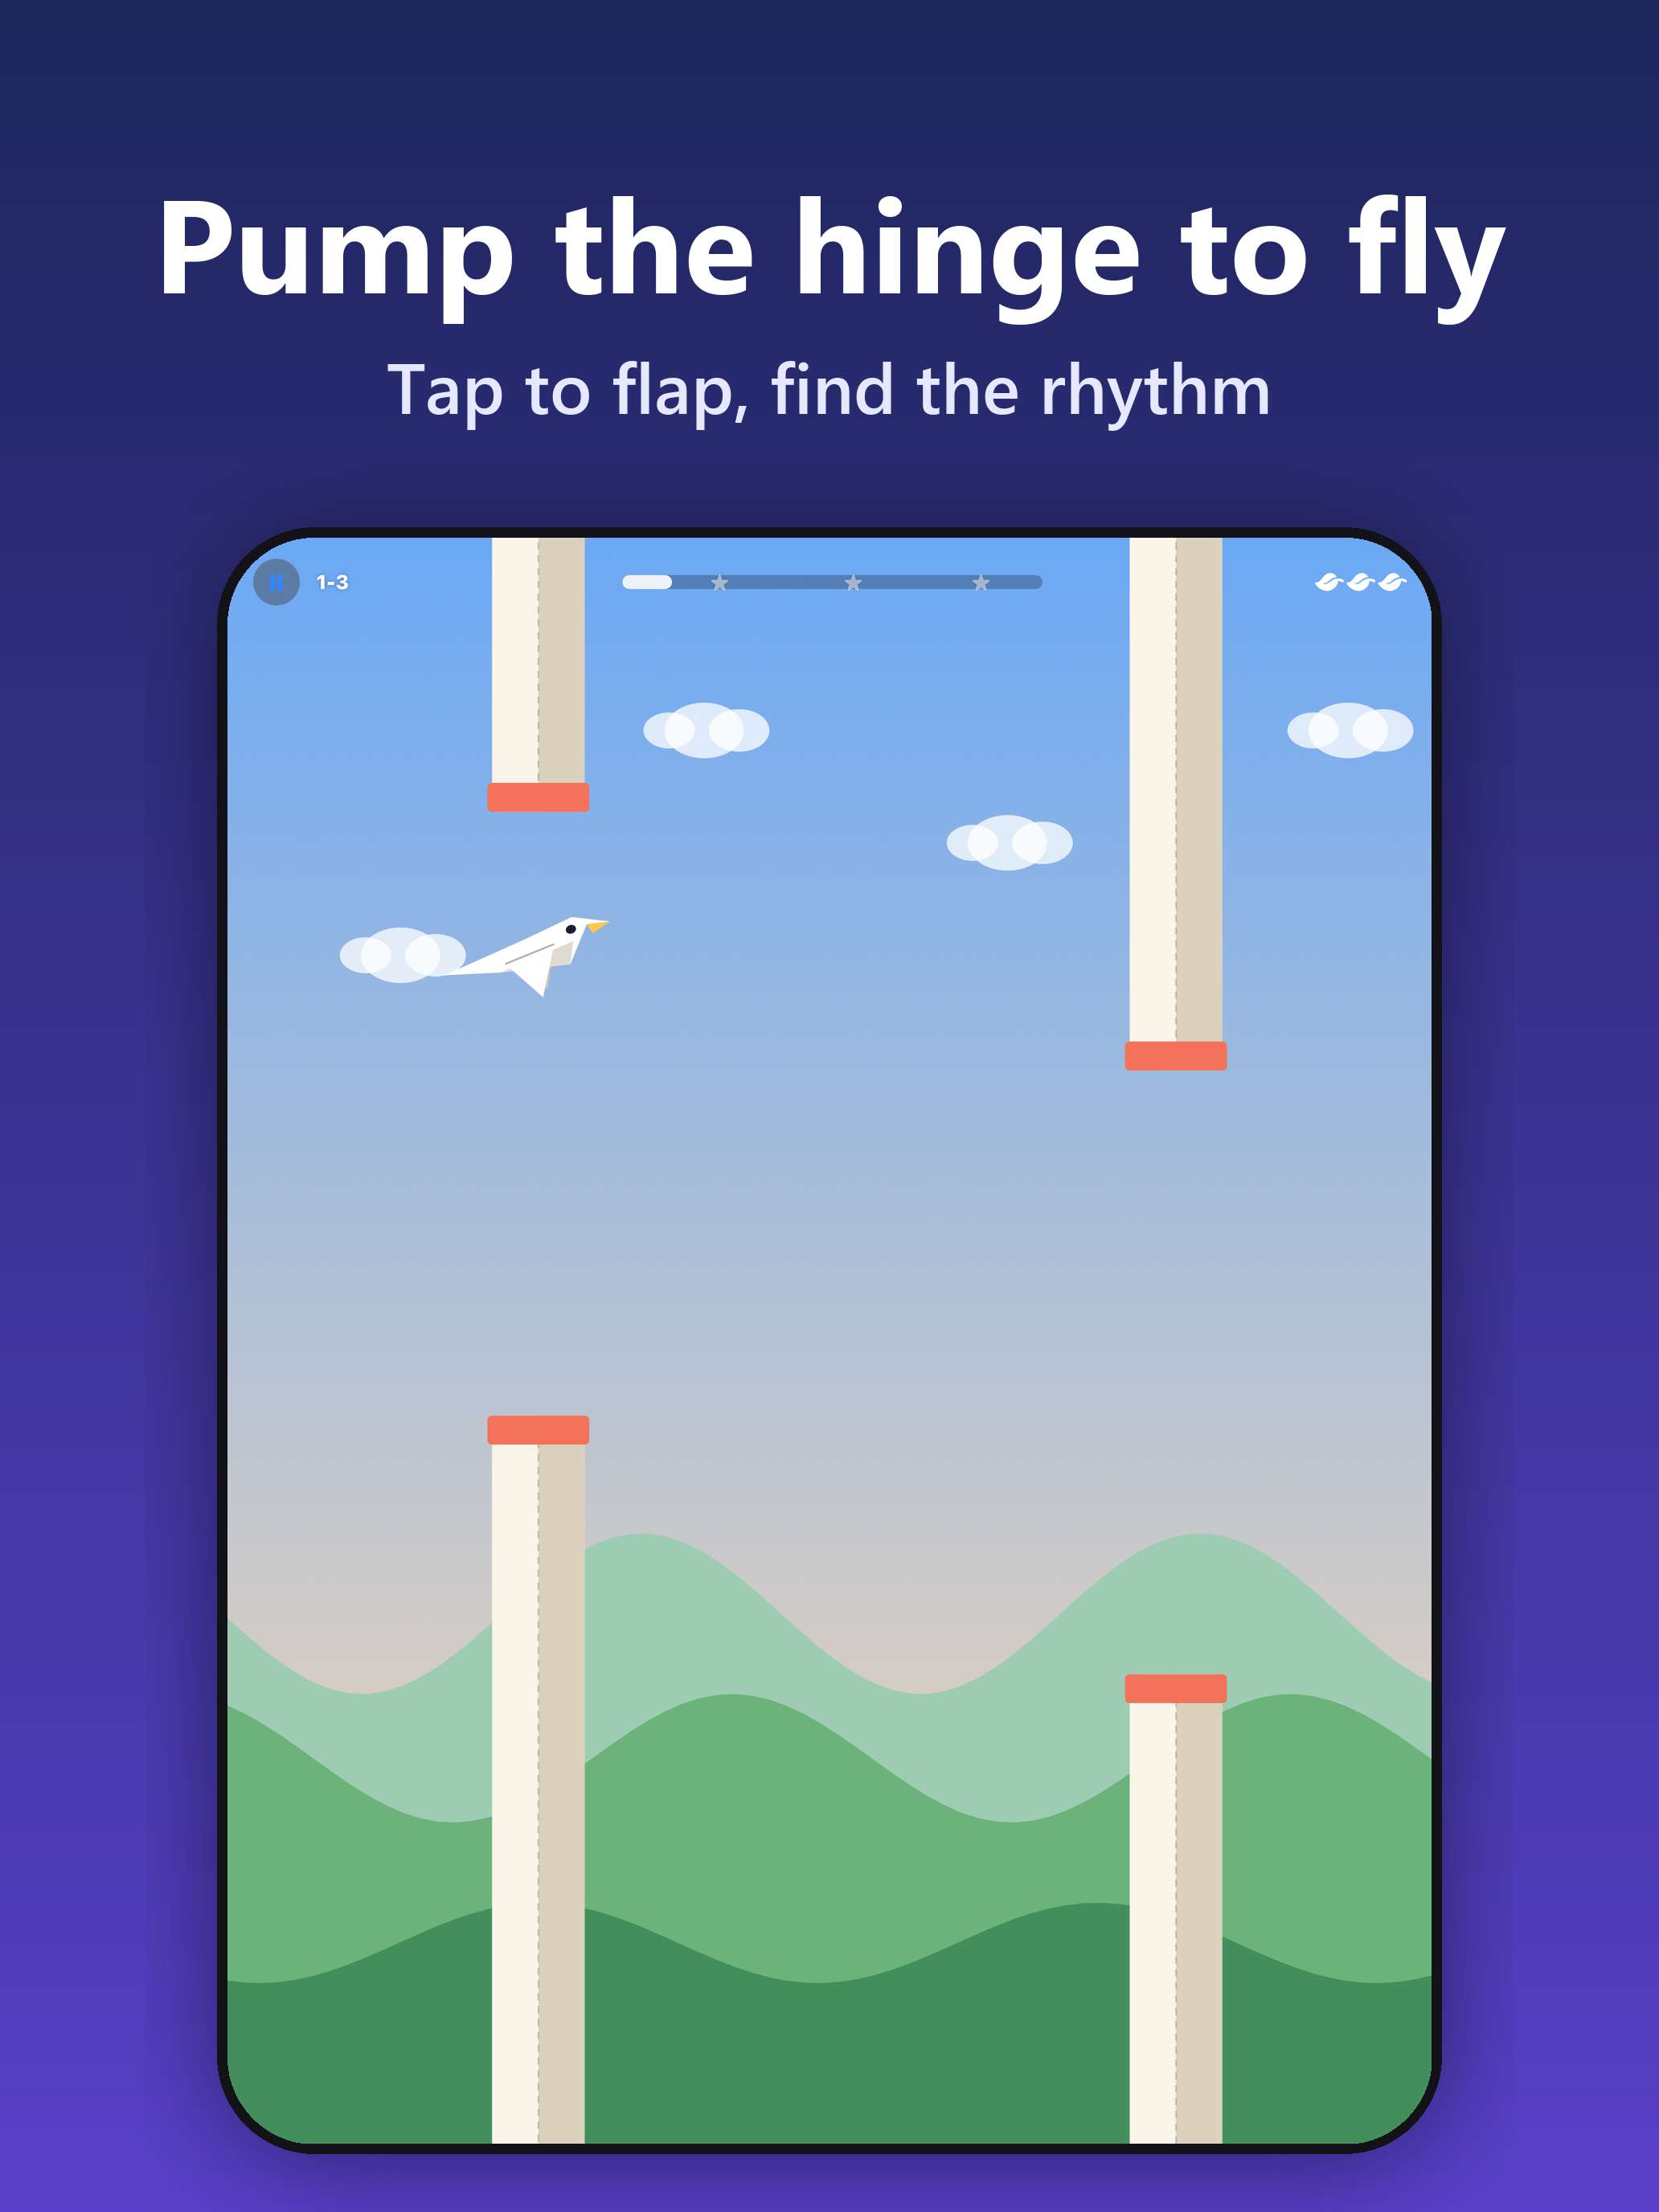 Pump the hinge to fly
Tap to flap, find the rhythm
1-3